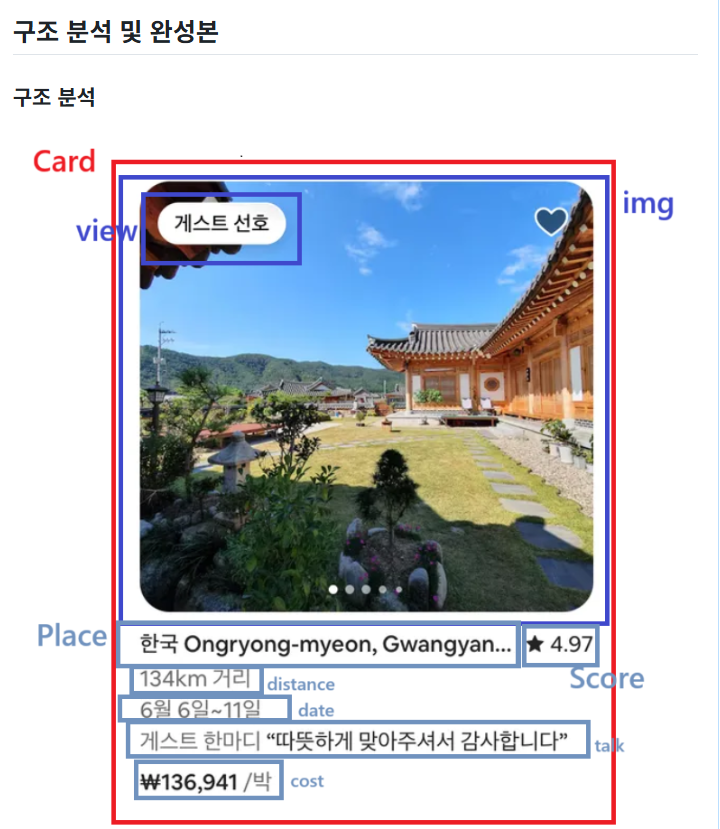 구조 분석 및 완성본
구조 분석
Card
view
게스트 선호
img
Place
한국 Ongryong-myeon, Gwangyan... ★ 4.97
Score
134km 거리 distance
6월 6일~11일 date
게스트 한마디 “따뜻하게 맞아주셔서 감사합니다” talk
₩136,941 /박 cost